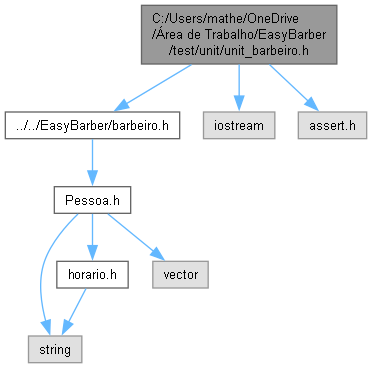 C:/Users/mathe/OneDrive
/Área de Trabalho/EasyBarber
/test/unit/unit_barbeiro.h
../../EasyBarber/barbeiro.h
iostream
assert.h
Pessoa.h
horario.h
vector
string